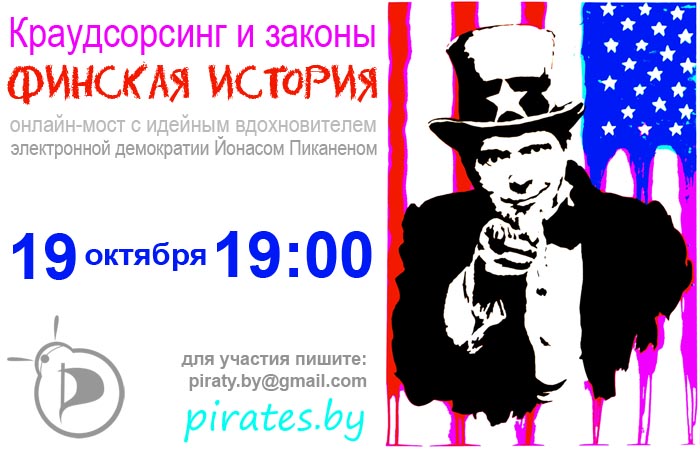 Краудсорсинг и законы
ФИНСКАЯ ИСТОРИЯ
онлайн-мост с идейным вдохновителем
электронной демократии Йонасом Пиканеном
19 октября 19:00
для участия пишите:
piraty.by@gmail.com
pirates.by